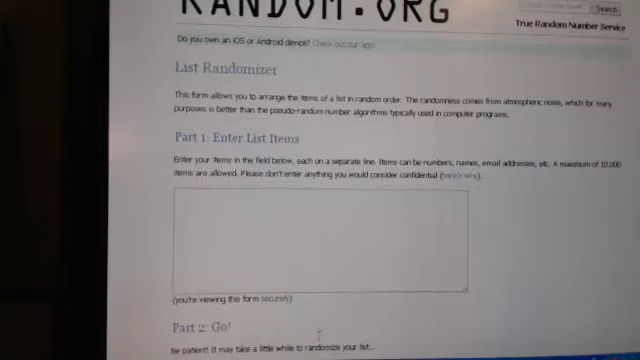 RANDOM.ORG
Search
True Random Number Service
Do you own an iOS or Android device? Check out our app!
List Randomizer
This form allows you to arrange the items of a list in random order. The randomness comes from atmospheric noise, which for many
purposes is better than the pseudo-random number algorithms typically used in computer programs.
Part 1: Enter List Items
Enter your items in the field below, each on a separate line. Items can be numbers, names, email addresses, etc. A maximum of 10,000
items are allowed. Please don't enter anything you would consider confidential (here's why).
(you're viewing this form securely)
Part 2: Go!
Be patient! It may take a little while to randomize your list...